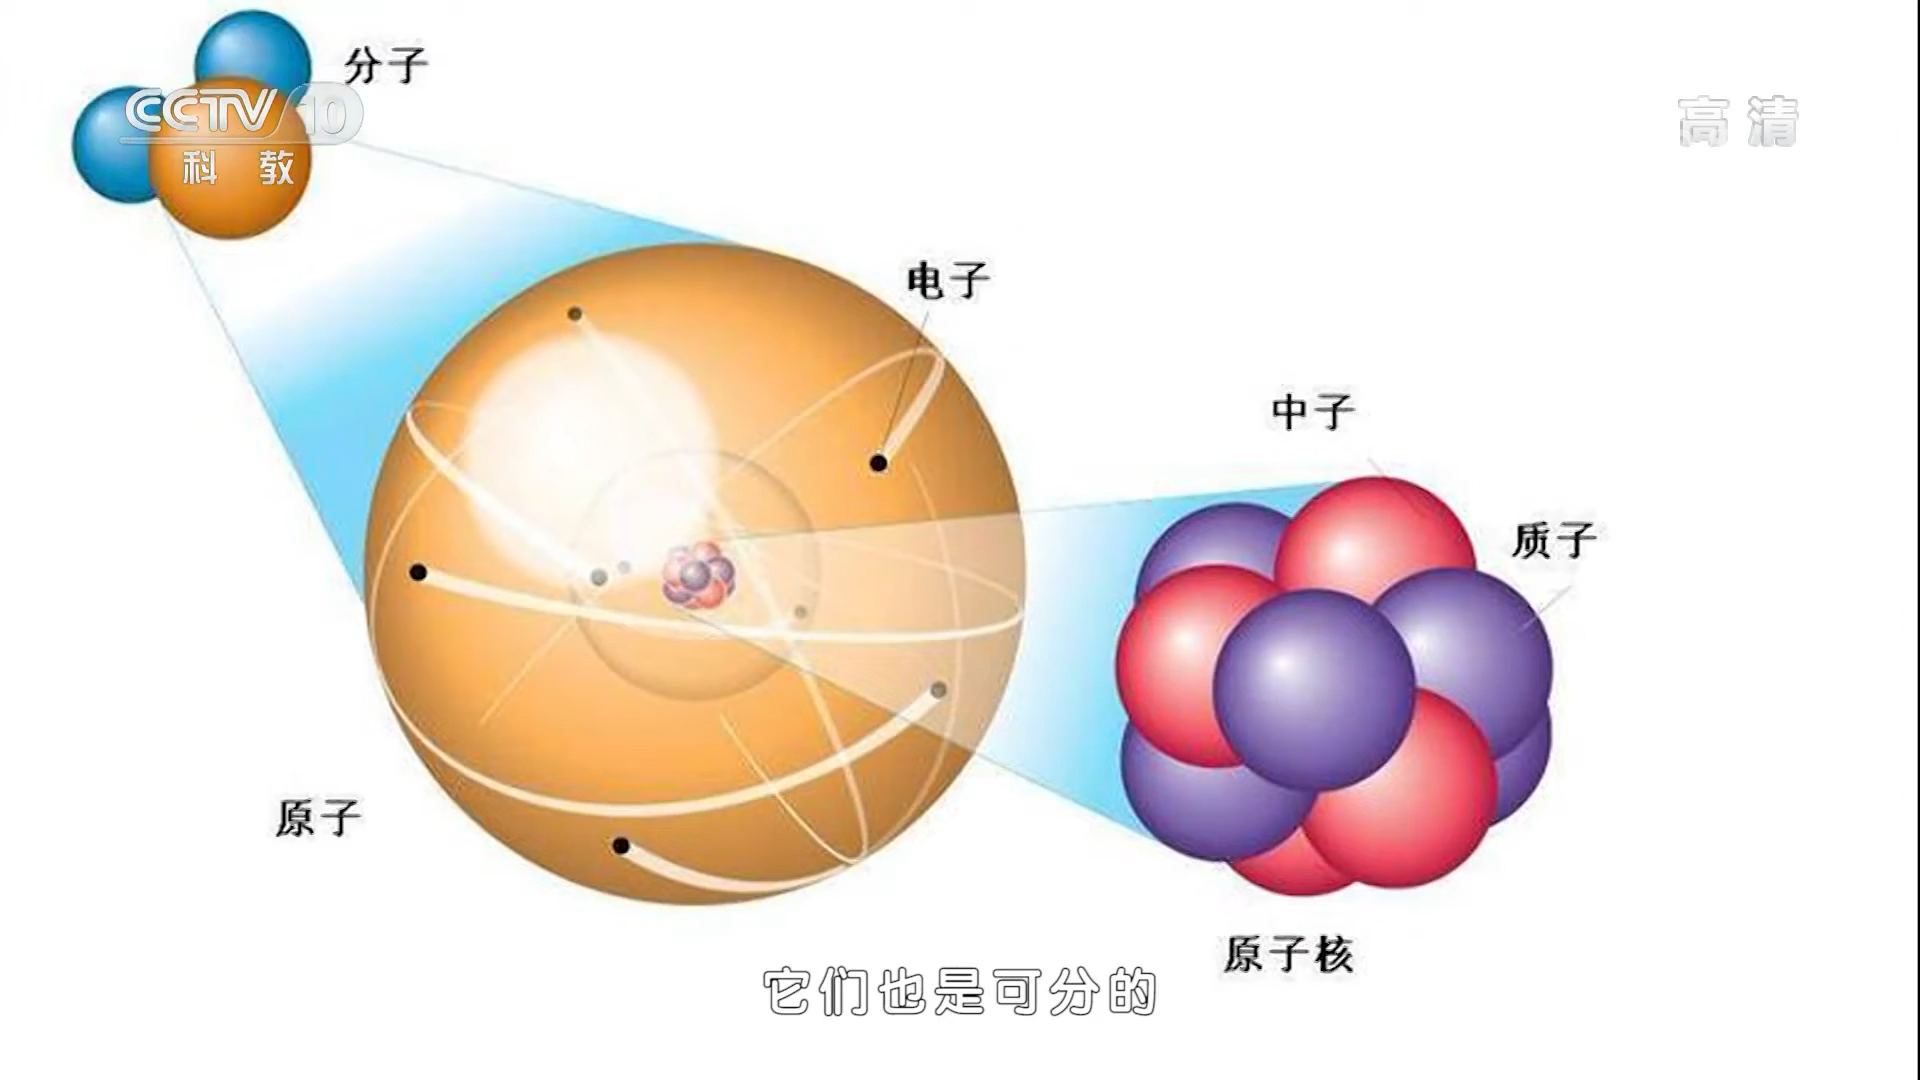 分子
CCTV 10
科教
高清
电子
中子
质子
原子
原子核
它们也是可分的